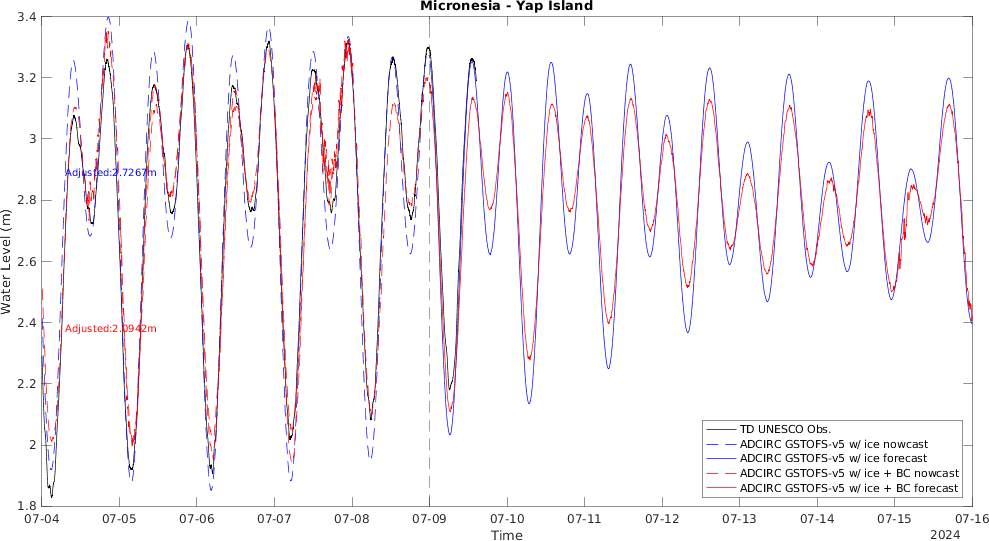 Micronesia - Yap Island
3.4
3.2
3
2.8
2.6
2.4
2.2
2
1.8
Water Level (m)
Adjusted:2.7267m
Adjusted:2.0942m
TD UNESCO Obs.
ADCIRC GSTOFS-v5 w/ ice nowcast
ADCIRC GSTOFS-v5 w/ ice forecast
ADCIRC GSTOFS-v5 w/ ice + BC nowcast
ADCIRC GSTOFS-v5 w/ ice + BC forecast
07-04 07-05 07-06 07-07 07-08 07-09 07-10 07-11 07-12 07-13 07-14 07-15 07-16
Time
2024